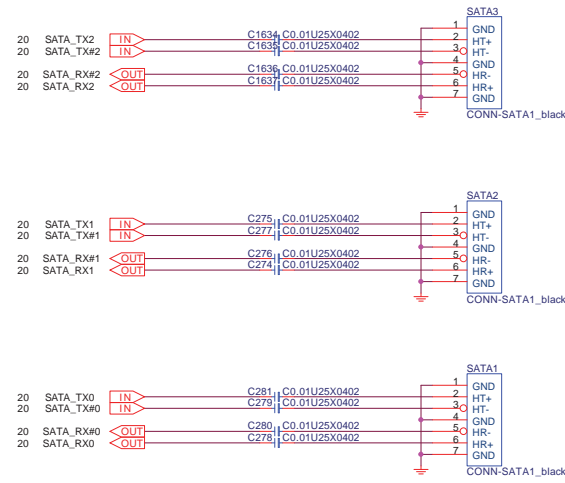 SATA3
20 SATA_TX2 IN C1634 C0.01U25X0402 1 GND
20 SATA_TX#2 IN C1635 C0.01U25X0402 2 HT+
3 HT-
20 SATA_RX#2 OUT C1636 C0.01U25X0402 4 GND
5 HR-
20 SATA_RX2 OUT C1637 C0.01U25X0402 6 HR+
7 GND
CONN-SATA1_black
SATA2
1 GND
20 SATA_TX1 IN C275 C0.01U25X0402 2 HT+
20 SATA_TX#1 IN C277 C0.01U25X0402 3 HT-
4 GND
20 SATA_RX#1 OUT C276 C0.01U25X0402 5 HR-
20 SATA_RX1 OUT C274 C0.01U25X0402 6 HR+
7 GND
CONN-SATA1_black
SATA1
1 GND
20 SATA_TX0 IN C281 C0.01U25X0402 2 HT+
20 SATA_TX#0 IN C279 C0.01U25X0402 3 HT-
4 GND
20 SATA_RX#0 OUT C280 C0.01U25X0402 5 HR-
20 SATA_RX0 OUT C278 C0.01U25X0402 6 HR+
7 GND
CONN-SATA1_black